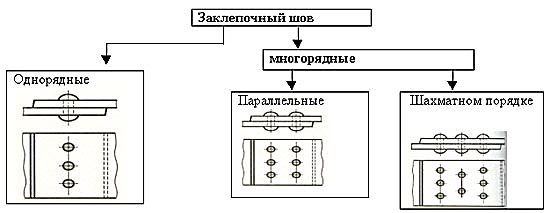 Заклепочный шов
многорядные
Однорядные
Параллельные
Шахматном порядке